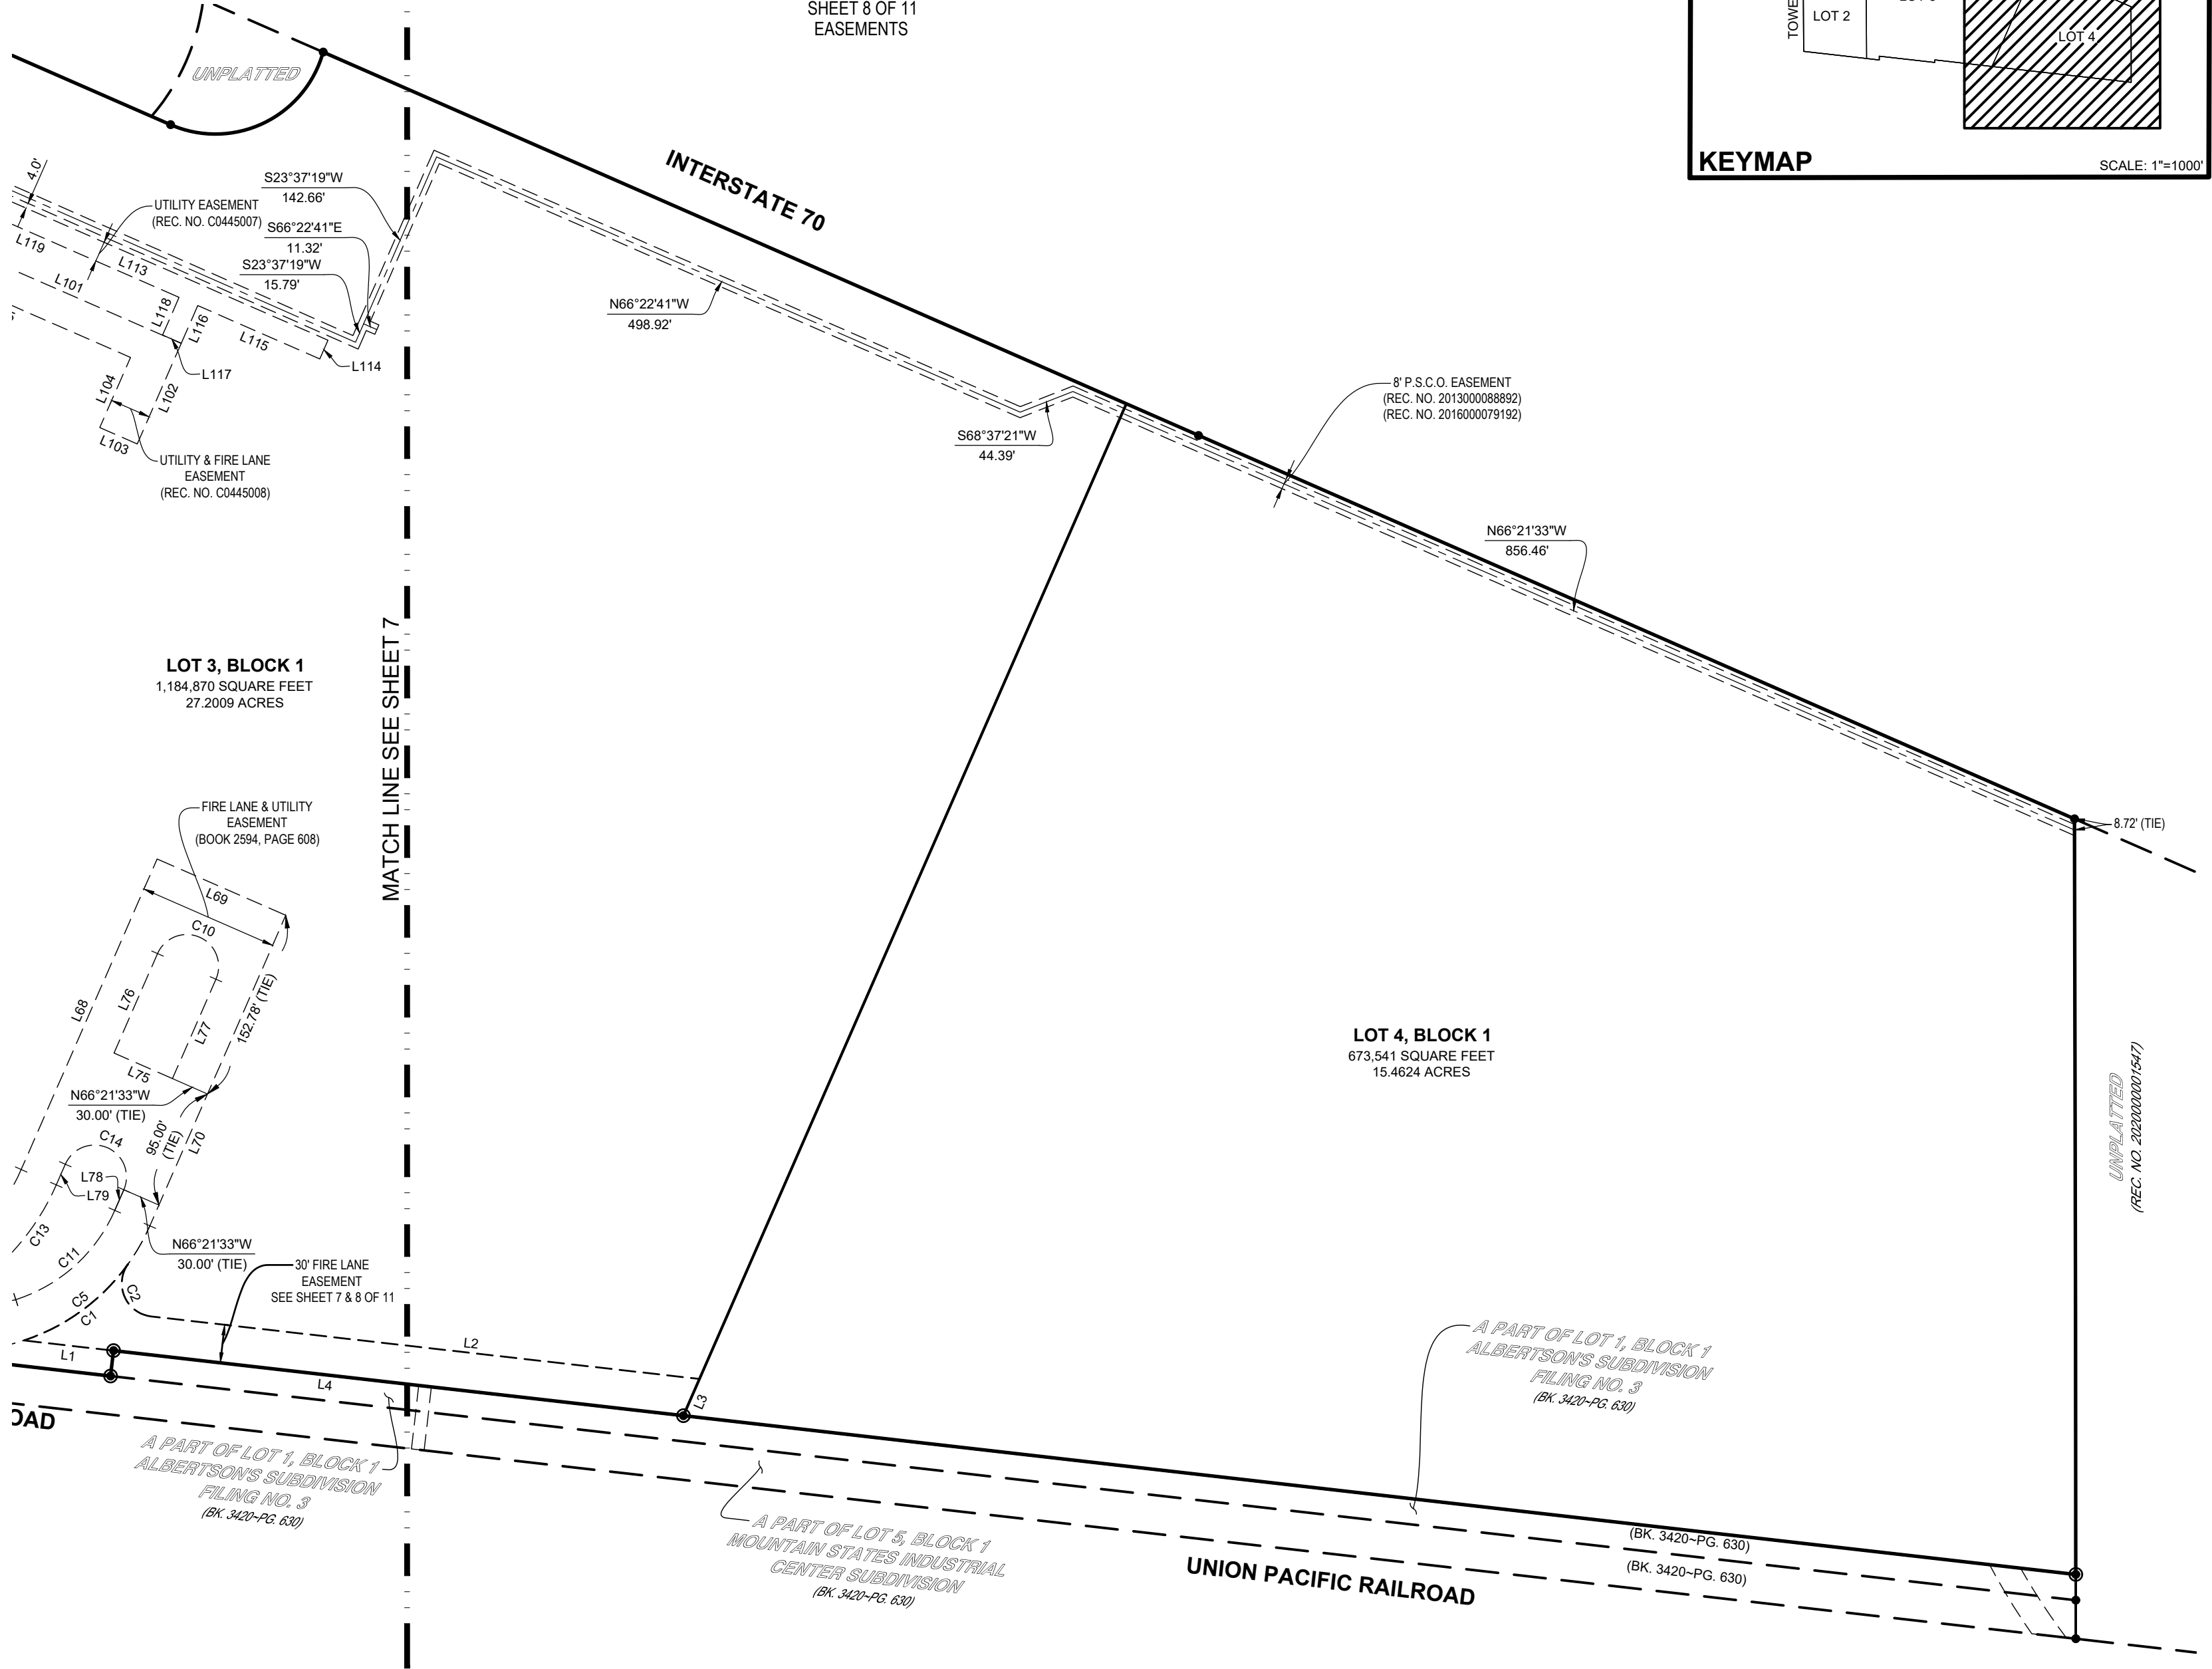 SHEET 8 OF 11
EASEMENTS
LOT 2
LOT 4
KEYMAP
SCALE: 1"=1000'
UNPLATTED
INTERSTATE 70
4.0'
UTILITY EASEMENT
(REC. NO. C0445007)
S23°37'19"W
142.66'
S66°22'41"E
11.32'
S23°37'19"W
15.79'
L119
L113
L101
L118
L116
L115
L114
L117
L104
L102
L103
UTILITY & FIRE LANE
EASEMENT
(REC. NO. C0445008)
N66°22'41"W
498.92'
S68°37'21"W
44.39'
8' P.S.C.O. EASEMENT
(REC. NO. 2013000088892)
(REC. NO. 2016000079192)
N66°21'33"W
856.46'
8.72' (TIE)
LOT 3, BLOCK 1
1,184,870 SQUARE FEET
27.2009 ACRES
MATCH LINE SEE SHEET 7
FIRE LANE & UTILITY
EASEMENT
(BOOK 2594, PAGE 608)
L69
C10
L68
L76
L77
152.78' (TIE)
L75
N66°21'33"W
30.00' (TIE)
95.00'
(TIE)
L70
C14
L78
L79
C13
C11
N66°21'33"W
30.00' (TIE)
C2
C5
C1
30' FIRE LANE
EASEMENT
SEE SHEET 7 & 8 OF 11
L1
L2
L4
L3
LOT 4, BLOCK 1
673,541 SQUARE FEET
15.4624 ACRES
UNPLATTED
(REC. NO. 2020000001547)
A PART OF LOT 1, BLOCK 1
ALBERTSON'S SUBDIVISION
FILING NO. 3
(BK. 3420~PG. 630)
A PART OF LOT 1, BLOCK 1
ALBERTSON'S SUBDIVISION
FILING NO. 3
(BK. 3420~PG. 630)
A PART OF LOT 5, BLOCK 1
MOUNTAIN STATES INDUSTRIAL
CENTER SUBDIVISION
(BK. 3420~PG. 630)
UNION PACIFIC RAILROAD
(BK. 3420~PG. 630)
(BK. 3420~PG. 630)